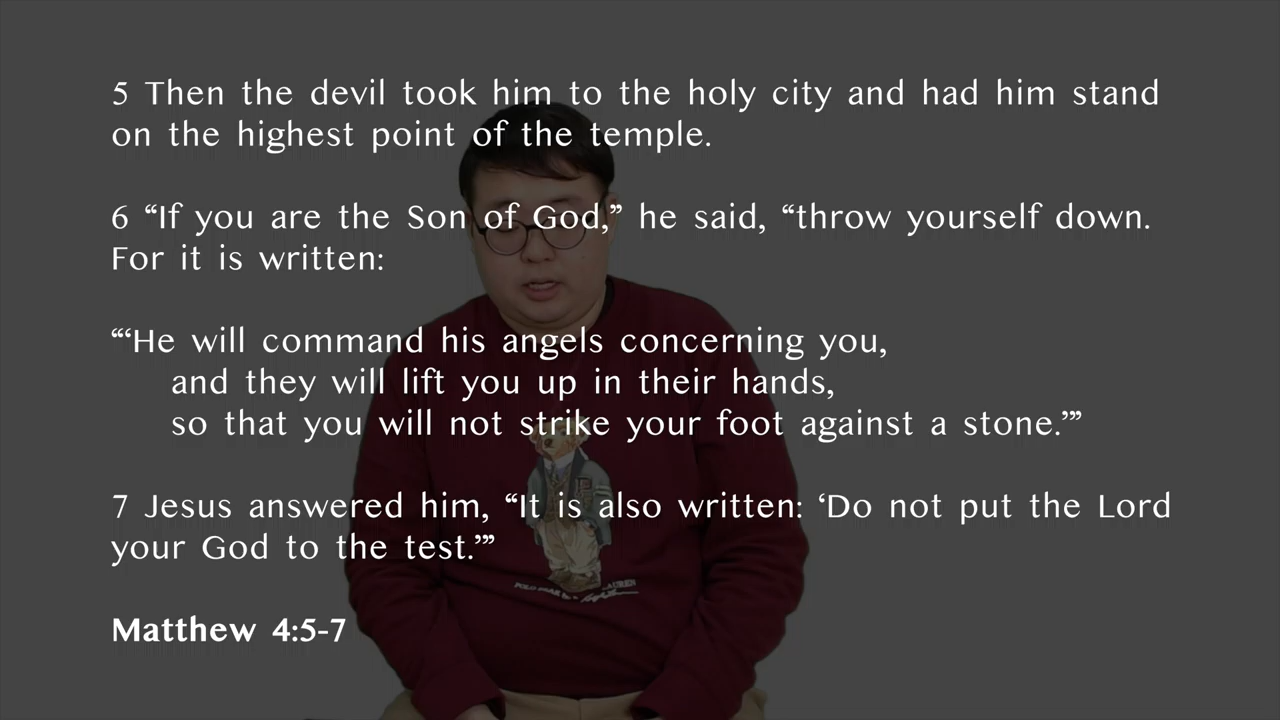 5 Then the devil took him to the holy city and had him stand
on the highest point of the temple.
6 “If you are the Son of God,” he said, “throw yourself down.
For it is written:
“‘He will command his angels concerning you,
and they will lift you up in their hands,
so that you will not strike your foot against a stone.’”
7 Jesus answered him, “It is also written: ‘Do not put the Lord
your God to the test.’”
Matthew 4:5-7